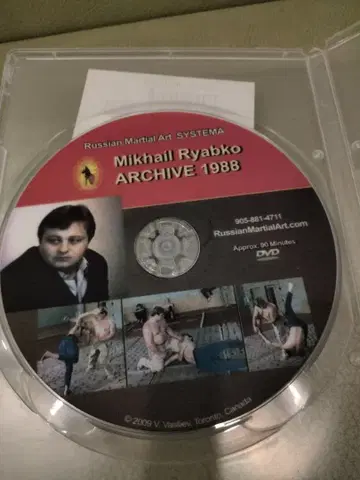 Russian Martial Art SYSTEMA
Mikhail Ryabko
ARCHIVE 1988
905-881-4711
RussianMartialArt.com
Approx. 90 Minutes
DVD
© 2009 V. Vasiliev, Toronto, Canada